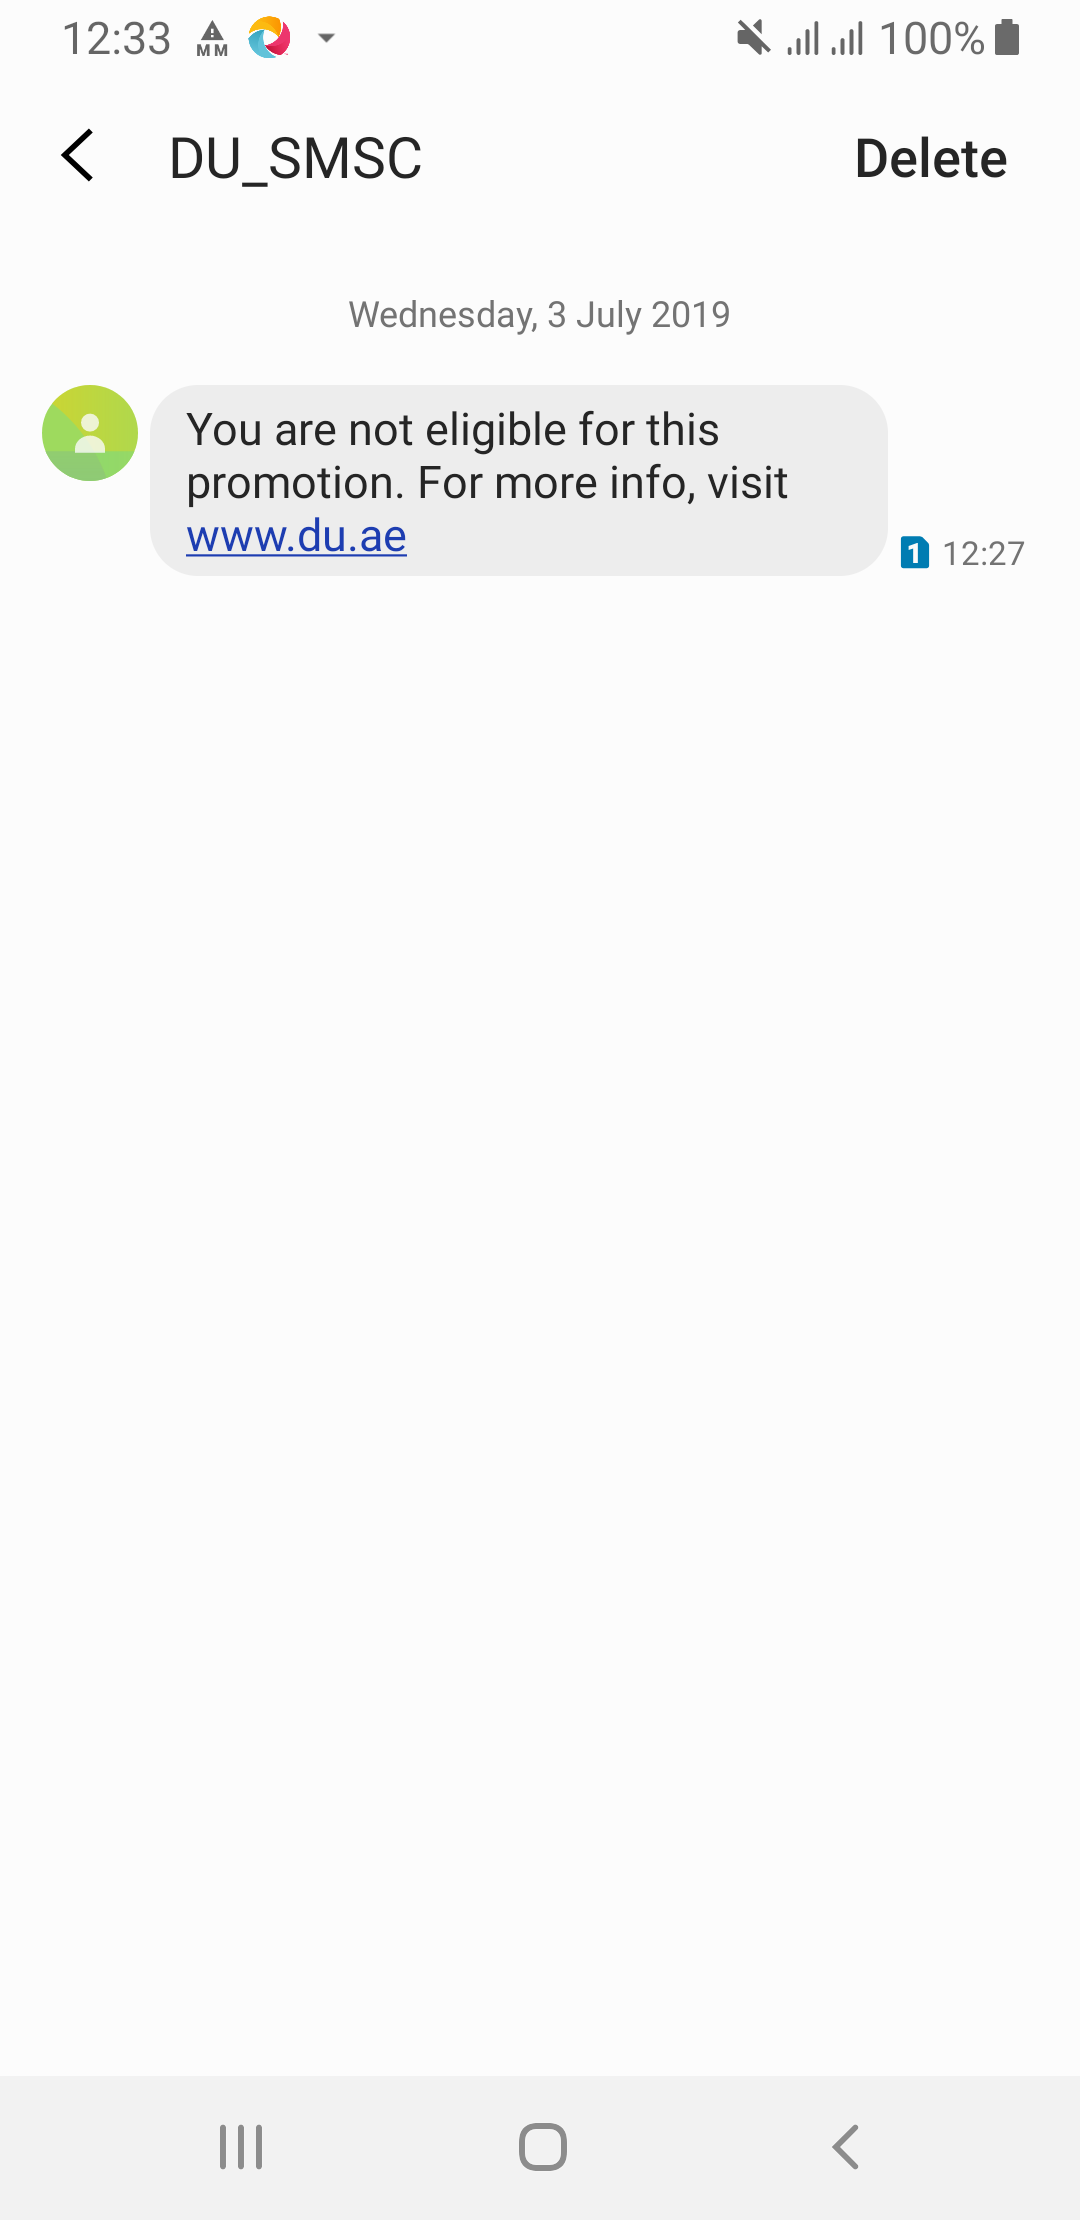 12:33 MM 100%
DU_SMSC Delete
Wednesday, 3 July 2019
You are not eligible for this
promotion. For more info, visit
www.du.ae
1 12:27